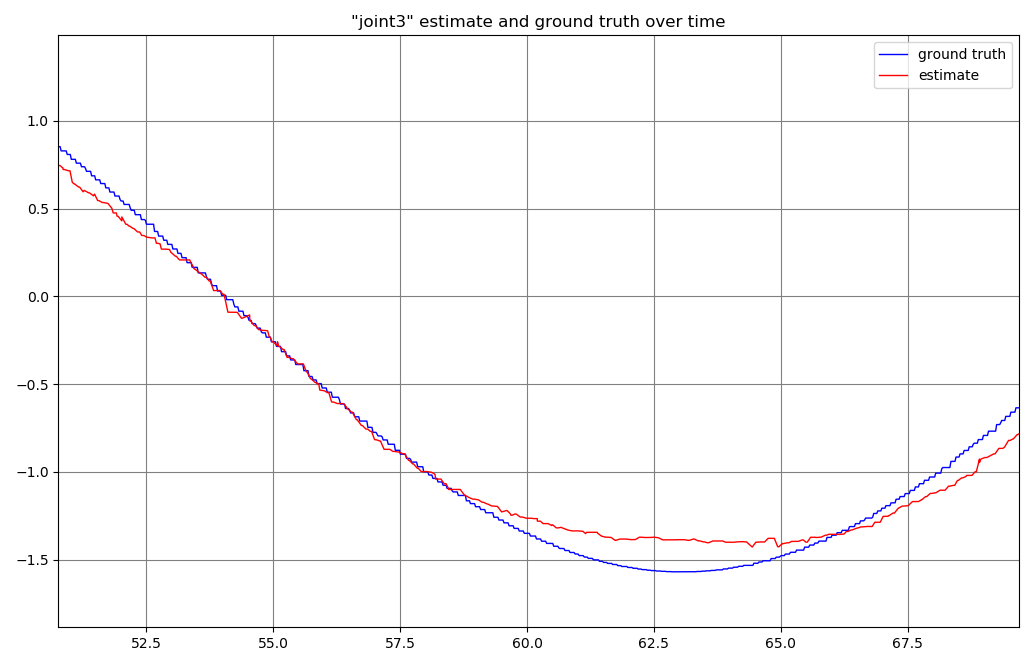 "joint3" estimate and ground truth over time
ground truth
estimate
1.0
0.5
0.0
−0.5
−1.0
−1.5
52.5 55.0 57.5 60.0 62.5 65.0 67.5